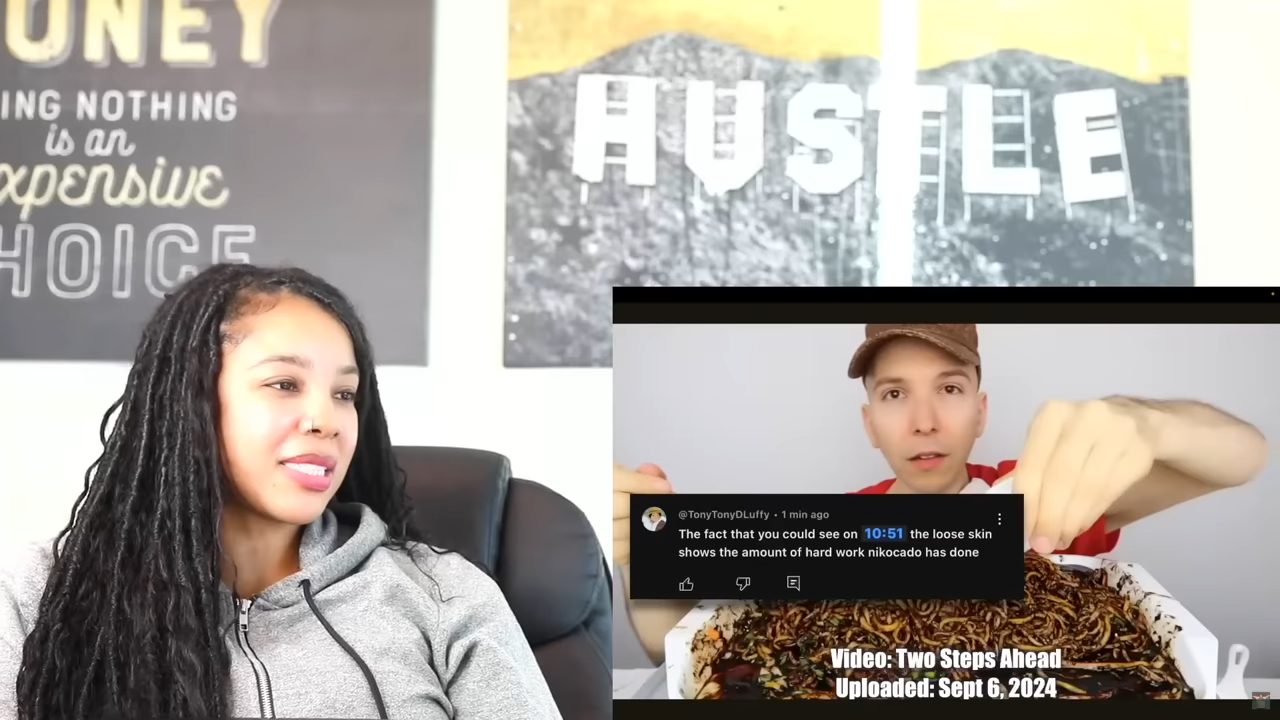 ONEY
ING NOTHING
is an
xpensive
HOICE
HUSTLE
@TonyTonyDLuffy • 1 min ago
The fact that you could see on 10:51 the loose skin
shows the amount of hard work nikocado has done
Video: Two Steps Ahead
Uploaded: Sept 6, 2024